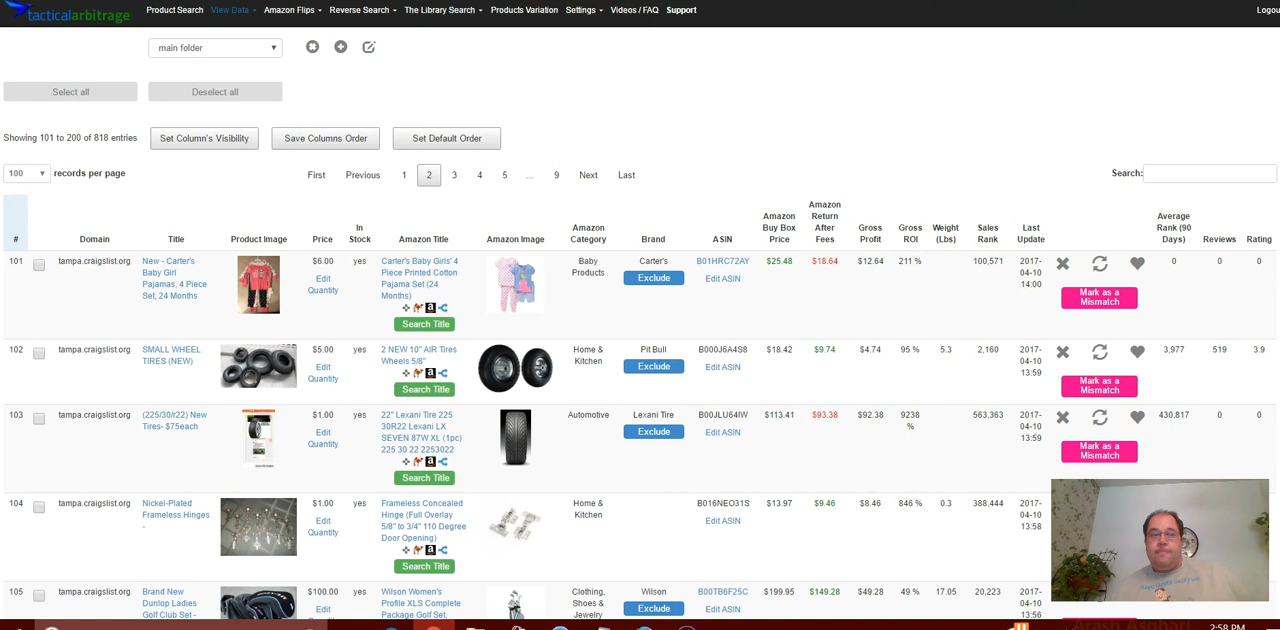 tacticalarbitrage Product Search View Data Amazon Flips Reverse Search The Library Search Products Variation Settings Videos / FAQ Support Logou
main folder
Select all Deselect all
Showing 101 to 200 of 818 entries Set Column's Visibility Save Columns Order Set Default Order
100 records per page First Previous 1 2 3 4 5 ... 9 Next Last Search:
# Domain Title Product Image Price In Stock Amazon Title Amazon Image Amazon Category Brand ASIN Amazon Buy Box Price Amazon Return After Fees Gross Profit Gross ROI Weight (Lbs) Sales Rank Last Update Average Rank (90 Days) Reviews Rating
101 tampa.craigslist.org New - Carter's Baby Girl Pajamas, 4 Piece Set, 24 Months $6.00 Edit Quantity yes Carter's Baby Girls' 4 Piece Printed Cotton Pajama Set (24 Months) Search Title Baby Products Carter's Exclude B01HRC72AY Edit ASIN $25.48 $18.64 $12.64 211 % 100,571 2017-04-10 14:00 Mark as a Mismatch 0 0 0
102 tampa.craigslist.org SMALL WHEEL TIRES (NEW) $5.00 Edit Quantity yes 2 NEW 10" AIR Tires Wheels 5/8" Search Title Home & Kitchen Pit Bull Exclude B000J6A4S8 Edit ASIN $18.42 $9.74 $4.74 95 % 5.3 2,160 2017-04-10 13:59 Mark as a Mismatch 3,977 519 3.9
103 tampa.craigslist.org (225/30/r22) New Tires- $75each $1.00 Edit Quantity yes 22" Lexani Tire 225 30R22 Lexani LX SEVEN 87W XL (1pc) 225 30 22 2253022 Search Title Automotive Lexani Tire Exclude B00JLU64IW Edit ASIN $113.41 $93.38 $92.38 9238 % 563,363 2017-04-10 13:59 Mark as a Mismatch 430,817 0 0
104 tampa.craigslist.org Nickel-Plated Frameless Hinges - $1.00 Edit Quantity yes Frameless Concealed Hinge (Full Overlay 5/8" to 3/4" 110 Degree Door Opening) Search Title Home & Kitchen B016NEO31S Edit ASIN $13.97 $9.46 $8.46 846 % 0.3 388,444 2017-04-10 13:58
105 tampa.craigslist.org Brand New Dunlop Ladies Golf Club Set - $100.00 Edit yes Wilson Women's Profile XLS Complete Package Golf Set, Clothing, Shoes & Jewelry Wilson Exclude B00TB6F25C Edit ASIN $199.95 $149.28 $49.28 49 % 17.05 20,223 2017-04-10 13:56
2:58 PM